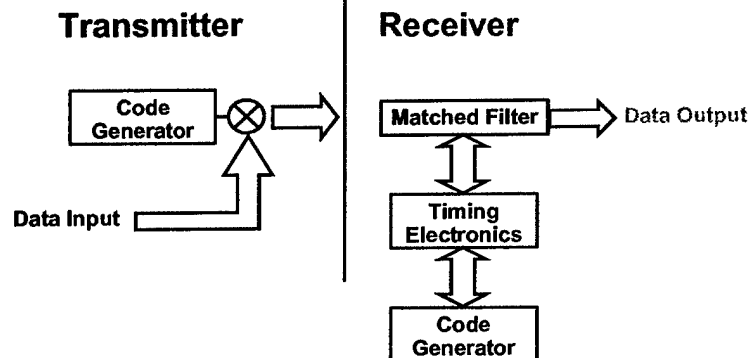 Transmitter
Receiver
Code
Generator
Data Input
Matched Filter
Data Output
Timing
Electronics
Code
Generator